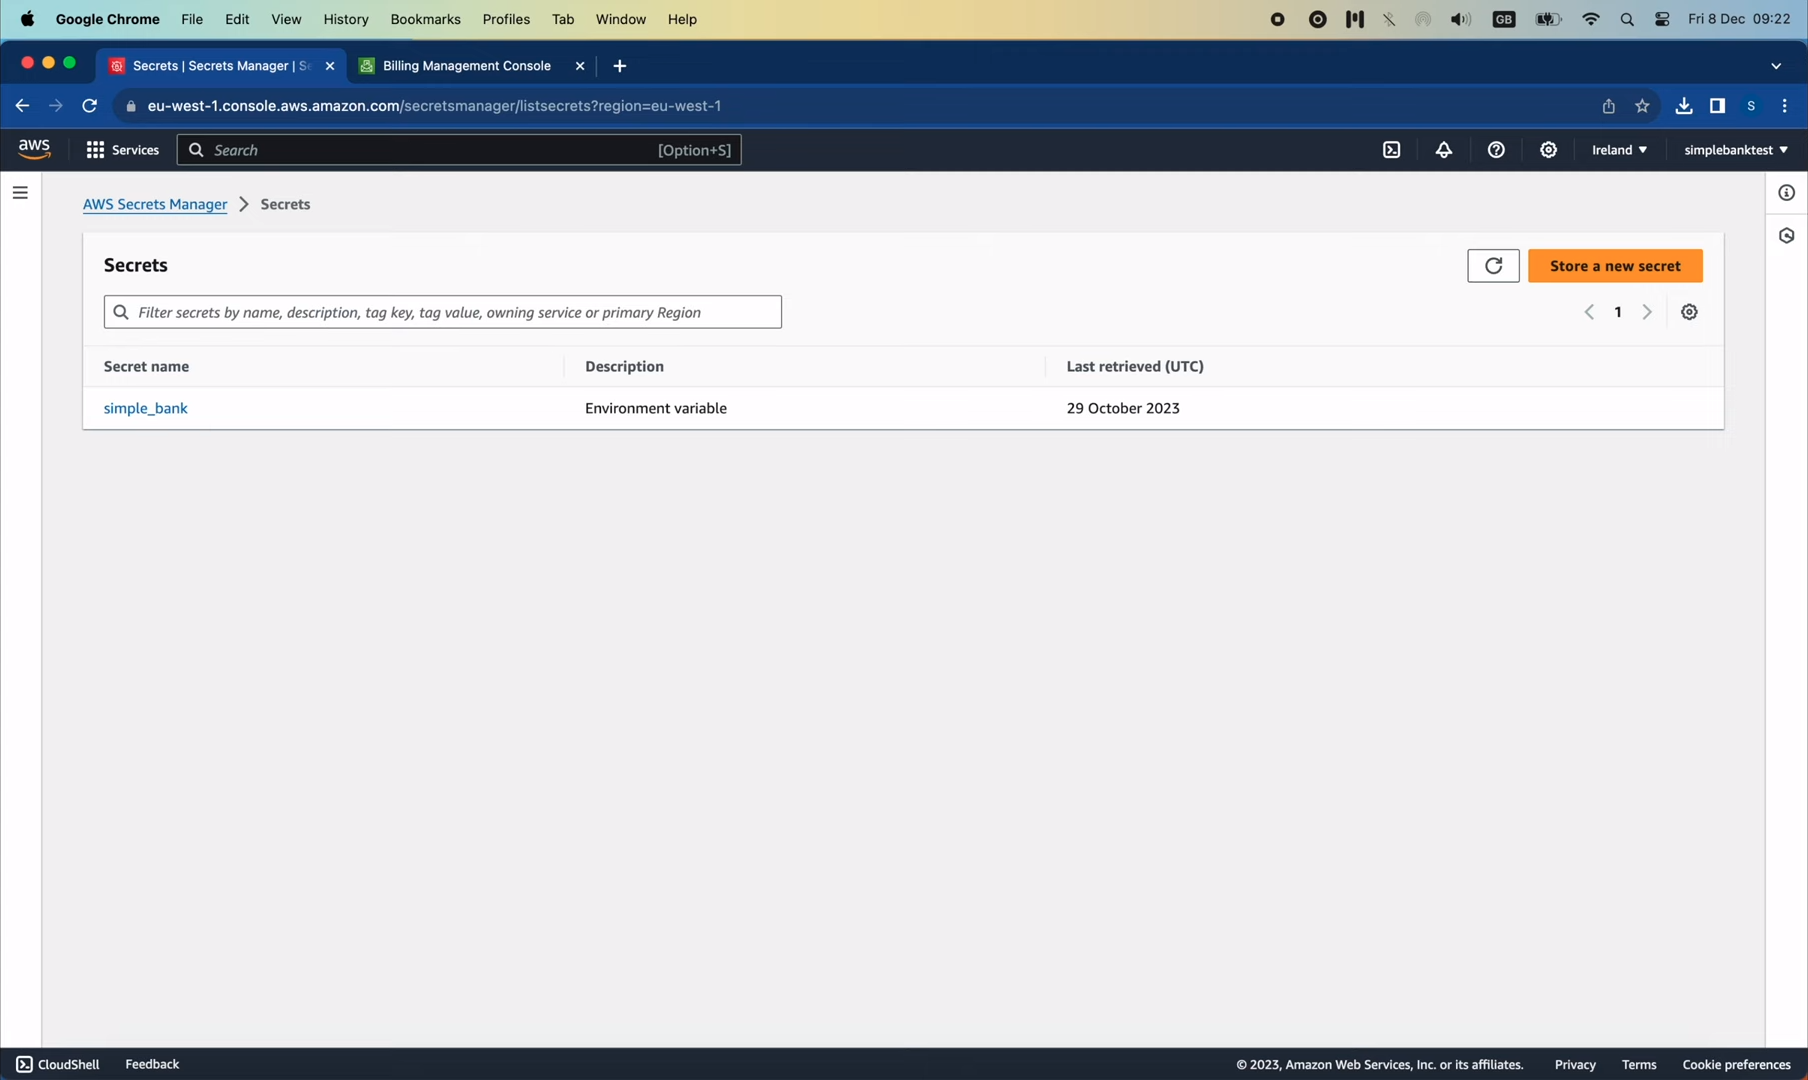 Google Chrome File Edit View History Bookmarks Profiles Tab Window Help GB Fri 8 Dec 09:22
Secrets | Secrets Manager | S Billing Management Console
eu-west-1.console.aws.amazon.com/secretsmanager/listsecrets?region=eu-west-1 S
aws Services Search [Option+S] Ireland simplebanktest
AWS Secrets Manager Secrets
Secrets Store a new secret
Filter secrets by name, description, tag key, tag value, owning service or primary Region 1
Secret name Description Last retrieved (UTC)
simple_bank Environment variable 29 October 2023
CloudShell Feedback © 2023, Amazon Web Services, Inc. or its affiliates. Privacy Terms Cookie preferences